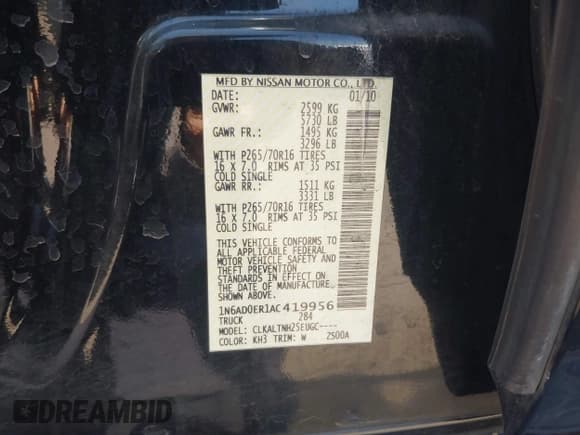 MFD BY NISSAN MOTOR CO., LTD.
DATE: 01/10
GVWR: 2599 KG
5730 LB
GAWR FR.: 1495 KG
3296 LB
WITH P265/70R16 TIRES
16 X 7.0 RIMS AT 35 PSI
COLD SINGLE
GAWR RR.: 1511 KG
3331 LB
WITH P265/70R16 TIRES
16 X 7.0 RIMS AT 35 PSI
COLD SINGLE
THIS VEHICLE CONFORMS TO
ALL APPLICABLE FEDERAL
MOTOR VEHICLE SAFETY AND
THEFT PREVENTION
STANDARDS IN EFFECT ON
THE DATE OF MANUFACTURE
SHOWN ABOVE.
1N6AD0ER1AC419956
TRUCK 284
MODEL: CLKALTNH25EUGC----
COLOR: KH3 TRIM: W 2S00A
DREAMBID